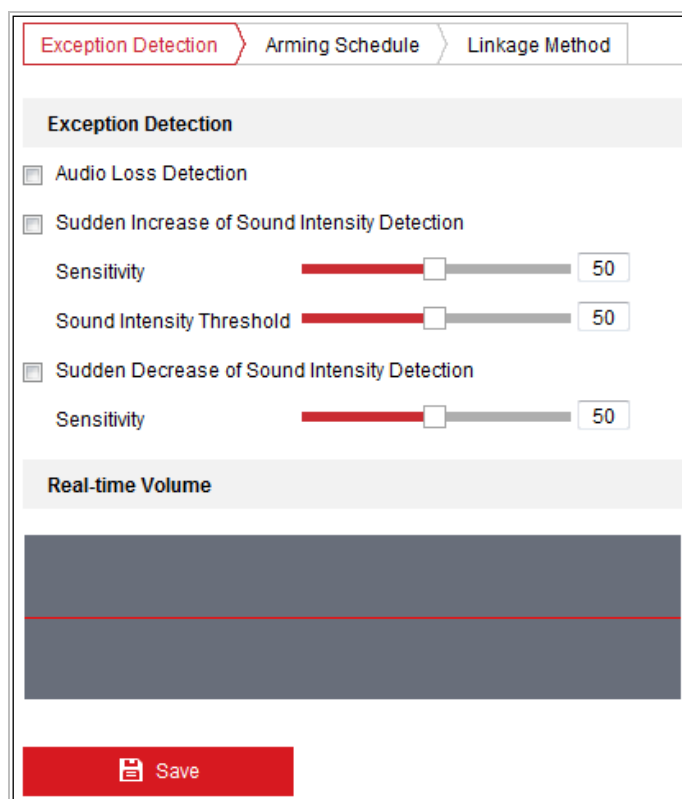 Exception Detection Arming Schedule Linkage Method
Exception Detection
Audio Loss Detection
Sudden Increase of Sound Intensity Detection
Sensitivity 50
Sound Intensity Threshold 50
Sudden Decrease of Sound Intensity Detection
Sensitivity 50
Real-time Volume
Save